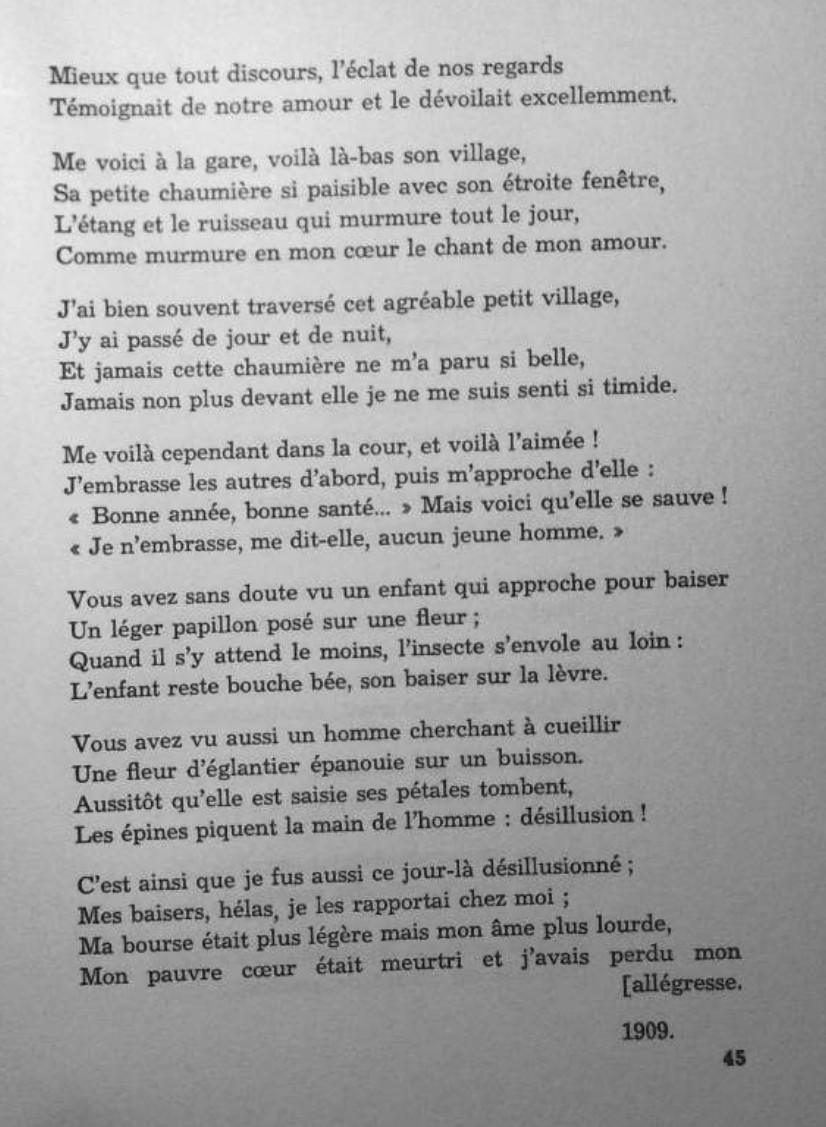 Mieux que tout discours, l'éclat de nos regards
Témoignait de notre amour et le dévoilait excellemment.
Me voici à la gare, voilà là-bas son village,
Sa petite chaumière si paisible avec son étroite fenêtre,
L'étang et le ruisseau qui murmure tout le jour,
Comme murmure en mon cœur le chant de mon amour.
J'ai bien souvent traversé cet agréable petit village,
J'y ai passé de jour et de nuit,
Et jamais cette chaumière ne m'a paru si belle,
Jamais non plus devant elle je ne me suis senti si timide.
Me voilà cependant dans la cour, et voilà l'aimée !
J'embrasse les autres d'abord, puis m'approche d'elle :
« Bonne année, bonne santé... » Mais voici qu'elle se sauve !
« Je n'embrasse, me dit-elle, aucun jeune homme. »
Vous avez sans doute vu un enfant qui approche pour baiser
Un léger papillon posé sur une fleur ;
Quand il s'y attend le moins, l'insecte s'envole au loin :
L'enfant reste bouche bée, son baiser sur la lèvre.
Vous avez vu aussi un homme cherchant à cueillir
Une fleur d'églantier épanouie sur un buisson.
Aussitôt qu'elle est saisie ses pétales tombent,
Les épines piquent la main de l'homme : désillusion !
C'est ainsi que je fus aussi ce jour-là désillusionné ;
Mes baisers, hélas, je les rapportai chez moi ;
Ma bourse était plus légère mais mon âme plus lourde,
Mon pauvre cœur était meurtri et j'avais perdu mon
[allégresse.
1909.
45